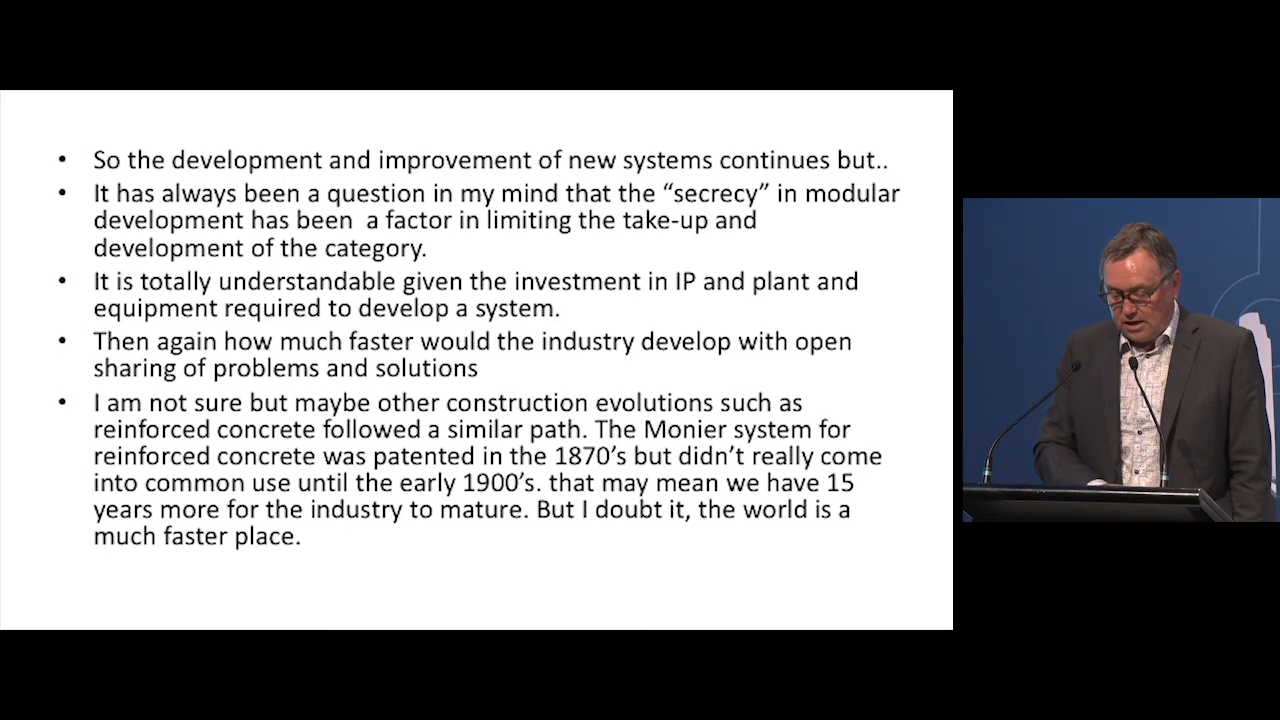 • So the development and improvement of new systems continues but..
• It has always been a question in my mind that the “secrecy” in modular
development has been  a factor in limiting the take-up and
development of the category.
• It is totally understandable given the investment in IP and plant and
equipment required to develop a system.
• Then again how much faster would the industry develop with open
sharing of problems and solutions
• I am not sure but maybe other construction evolutions such as
reinforced concrete followed a similar path. The Monier system for
reinforced concrete was patented in the 1870’s but didn’t really come
into common use until the early 1900’s. that may mean we have 15
years more for the industry to mature. But I doubt it, the world is a
much faster place.